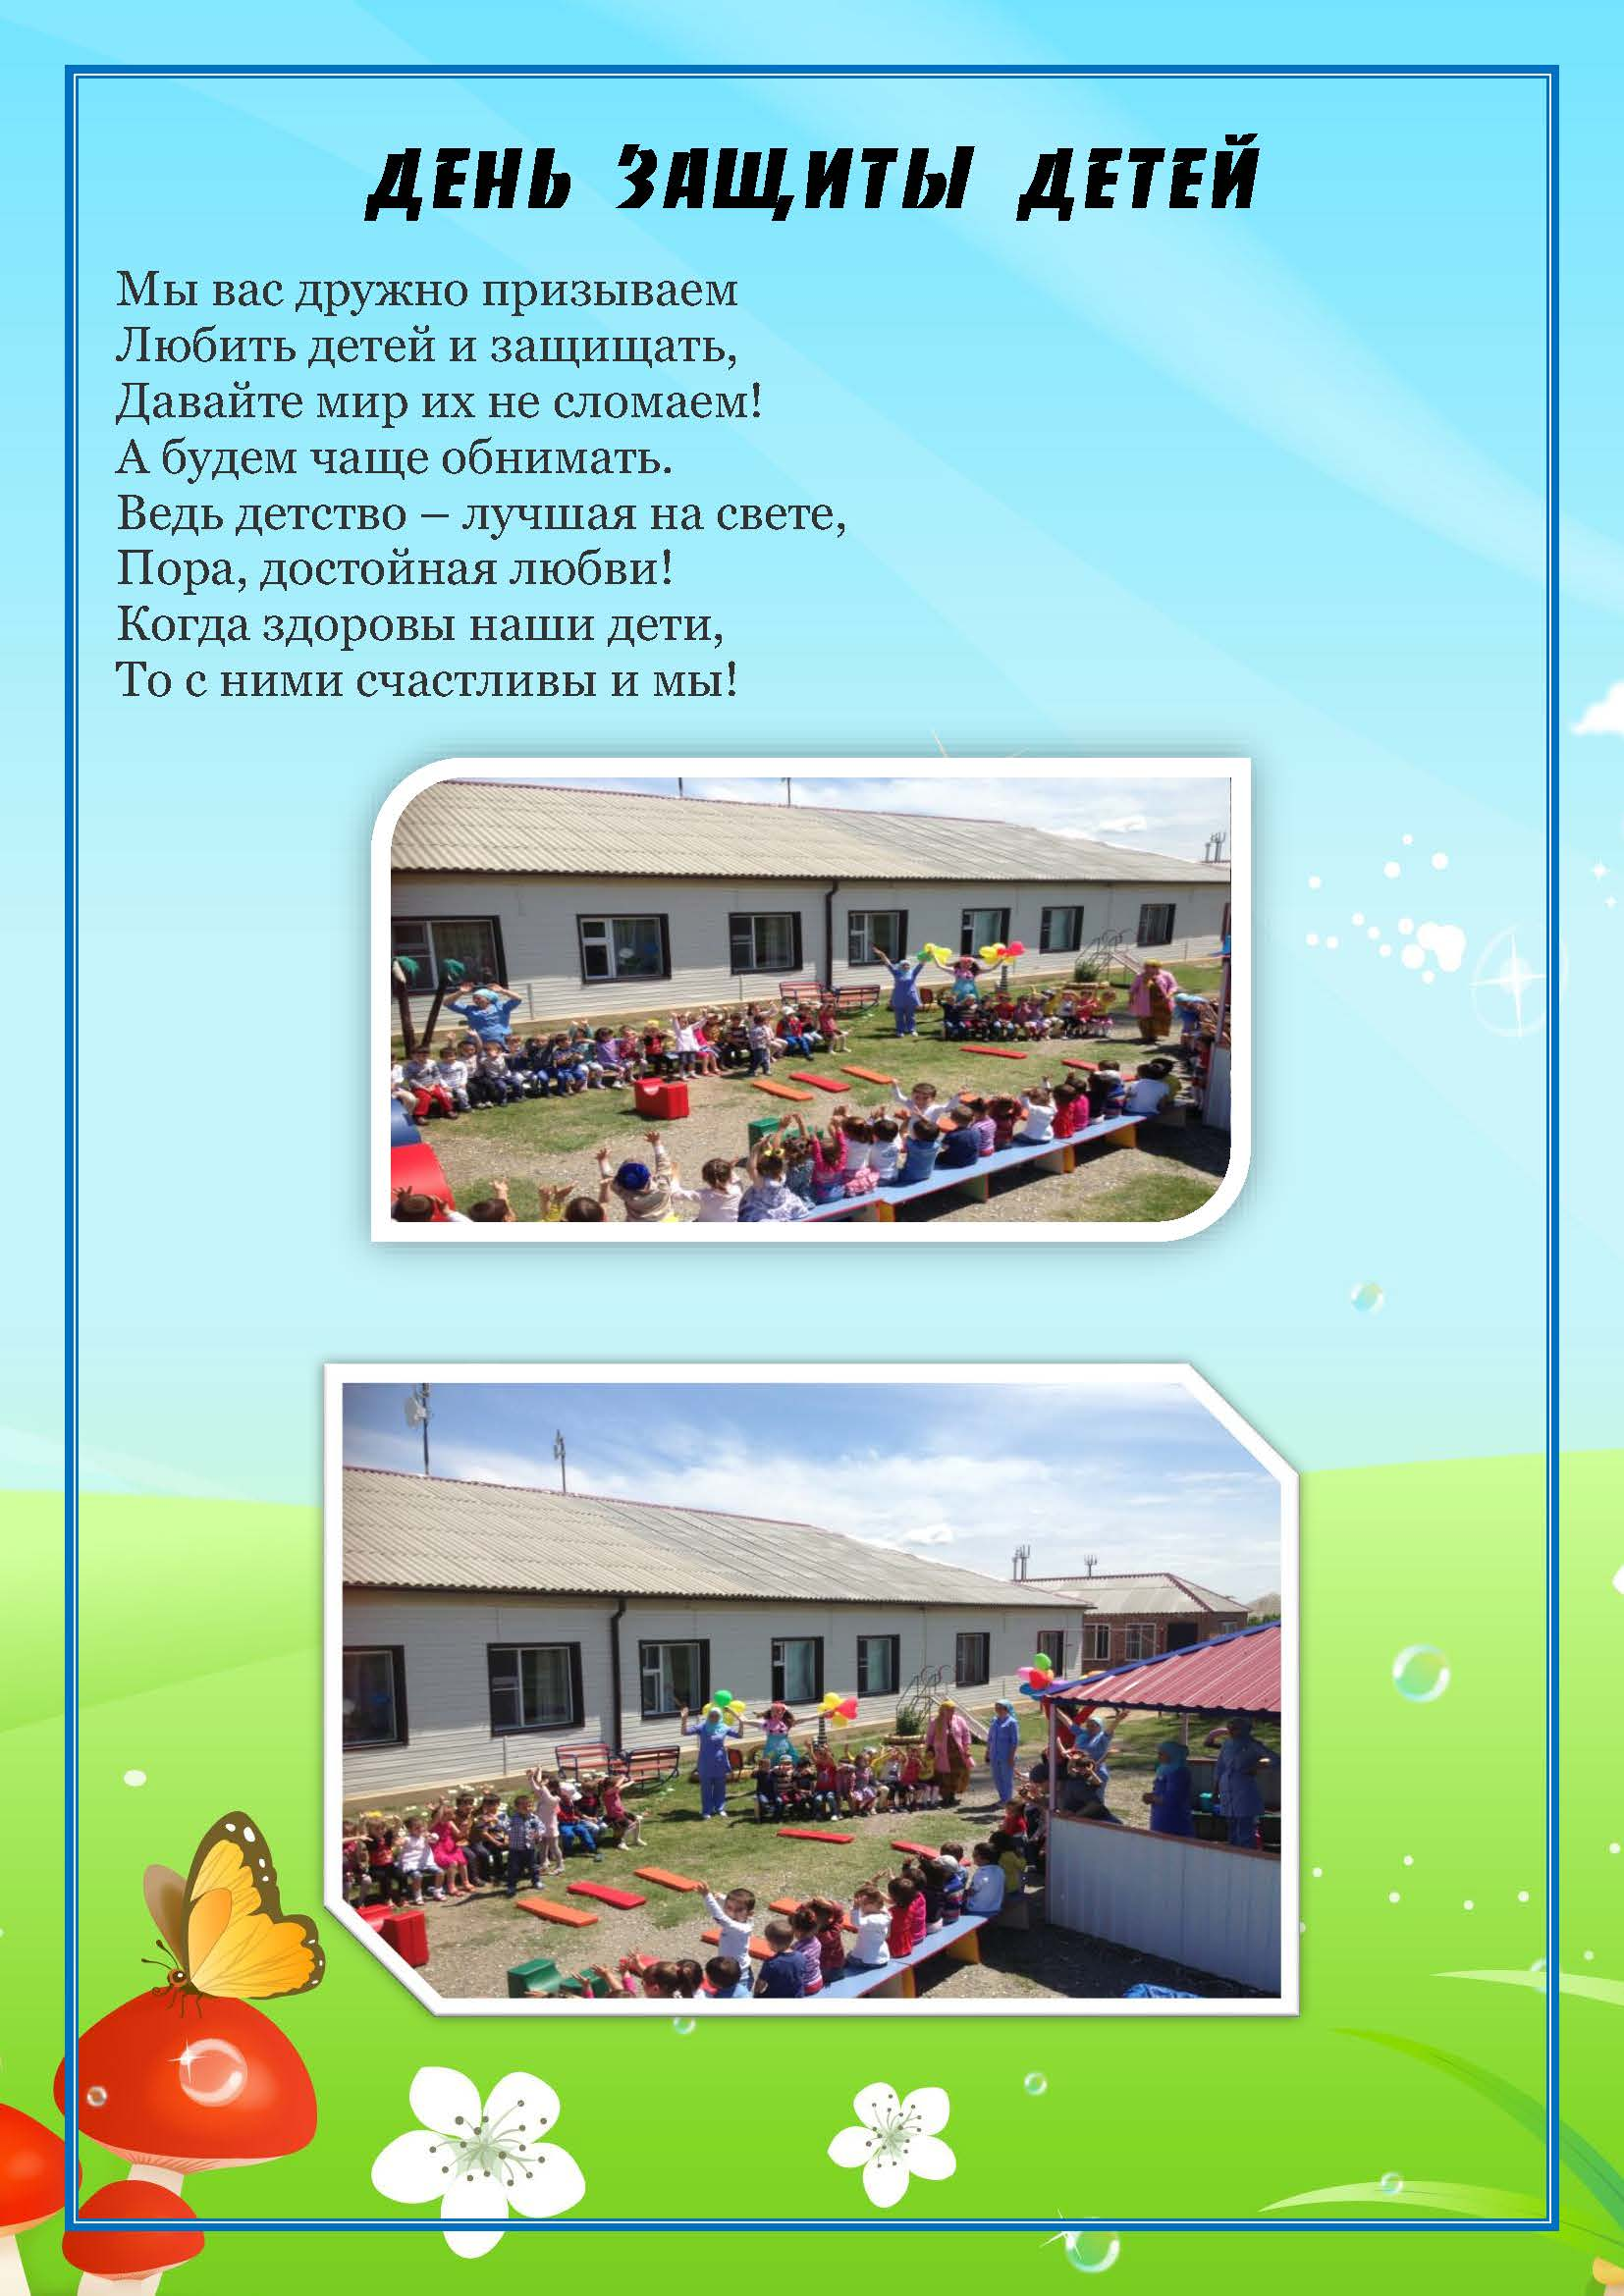 ДЕНЬ ЗАЩИТЫ ДЕТЕЙ
Мы вас дружно призываем
Любить детей и защищать,
Давайте мир их не сломаем!
А будем чаще обнимать.
Ведь детство – лучшая на свете,
Пора, достойная любви!
Когда здоровы наши дети,
То с ними счастливы и мы!